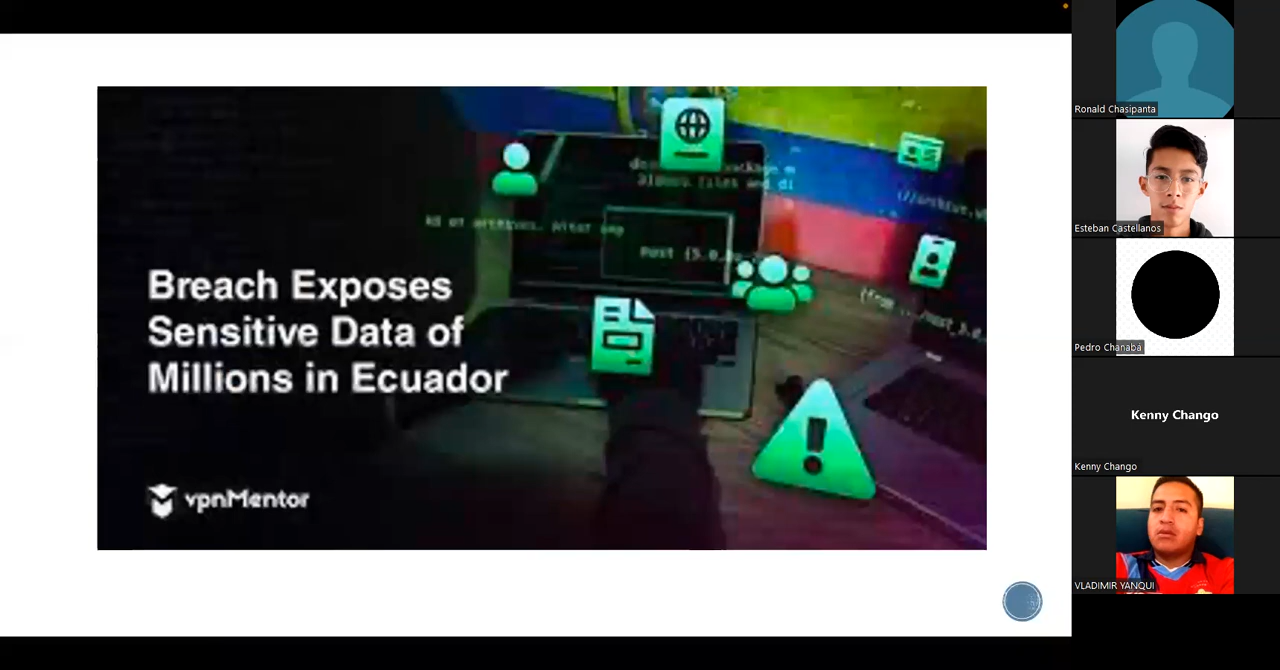 Breach Exposes
Sensitive Data of
Millions in Ecuador
vpnMentor
Ronald Chasipanta
Esteban Castellanos
Pedro Chanaba
Kenny Chango
Kenny Chango
VLADIMIR YANQUI